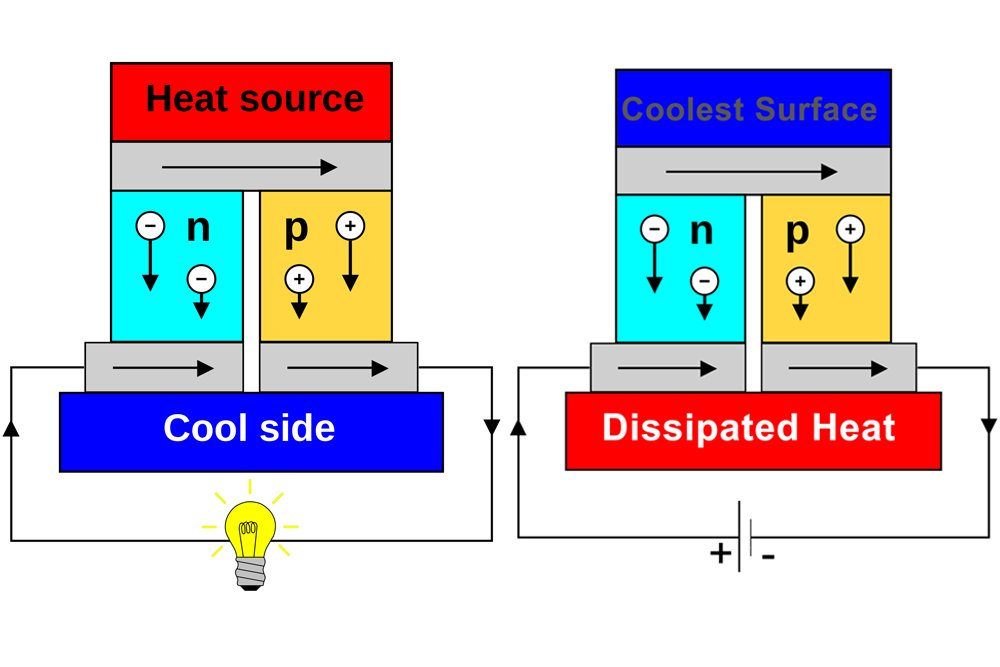 Heat source
n
p
−
−
+
+
Cool side
Coolest Surface
n
p
−
−
+
+
Dissipated Heat
+
-